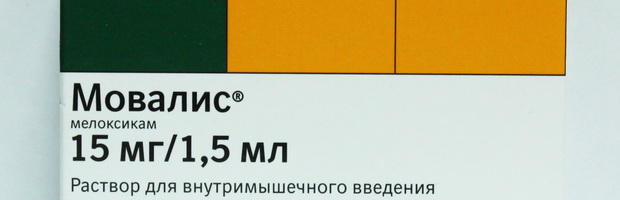 Мовалис®
мелоксикам
15 мг/1,5 мл
Раствор для внутримышечного введения